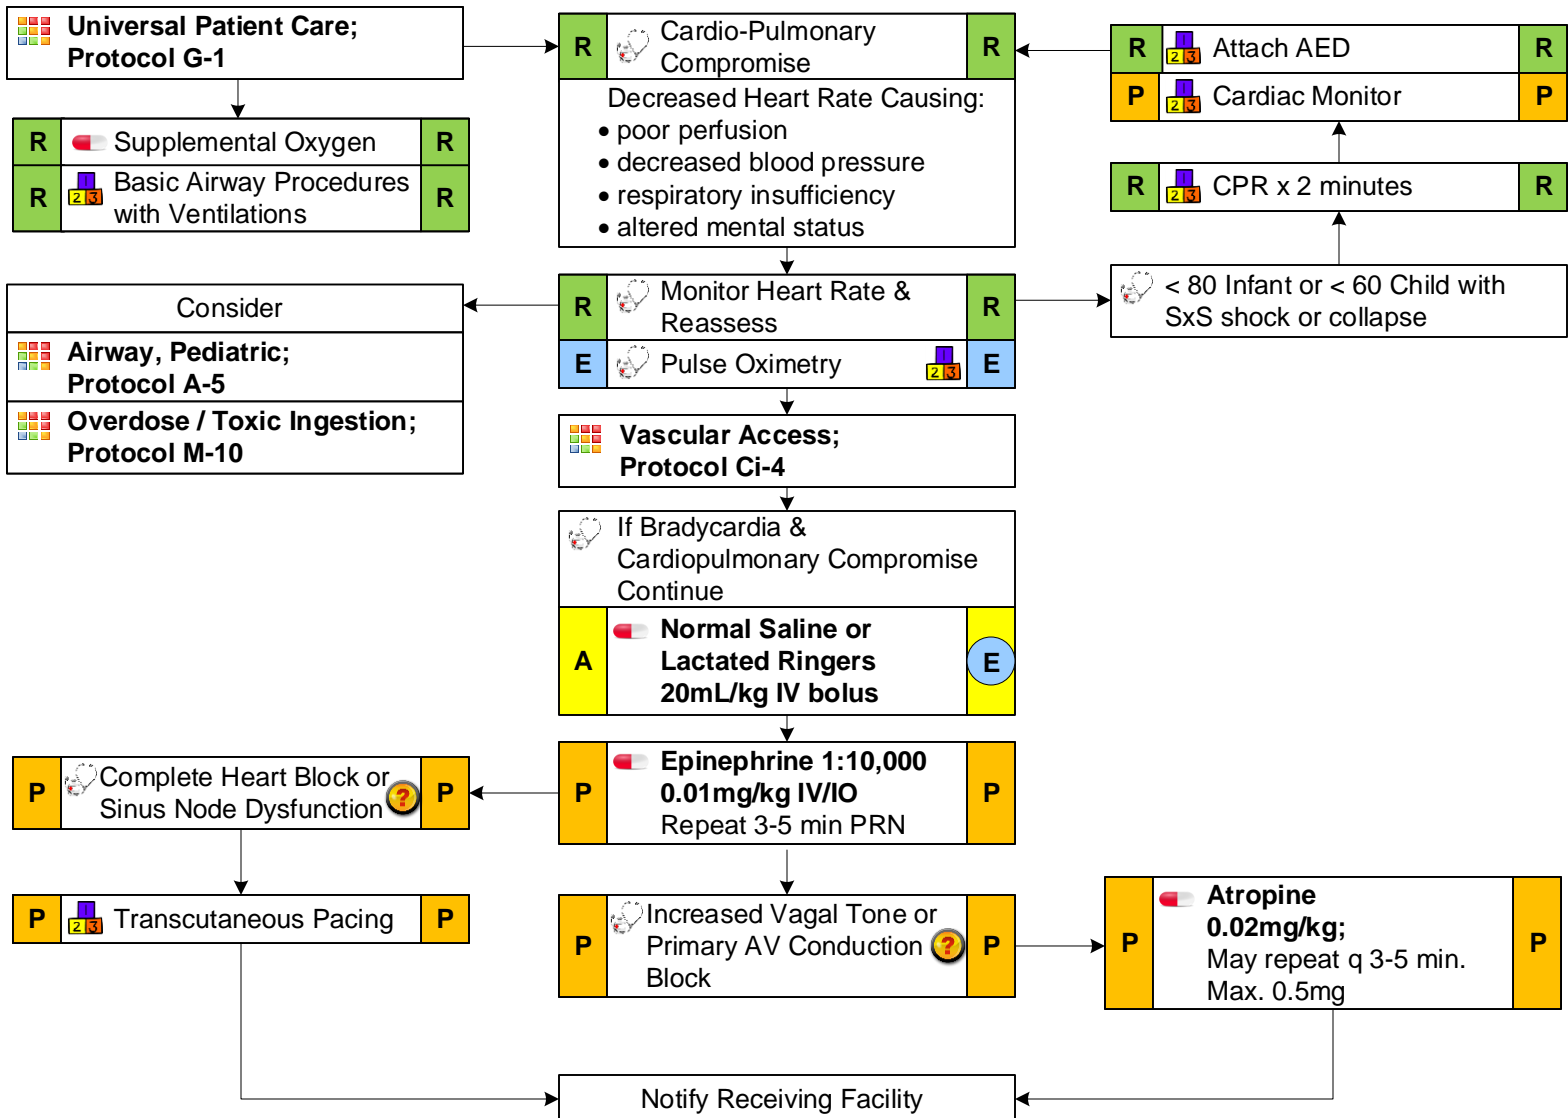 Universal Patient Care;
Protocol G-1
R Supplemental Oxygen R
R Basic Airway Procedures
with Ventilations R
R Cardio-Pulmonary
Compromise R
Decreased Heart Rate Causing:
• poor perfusion
• decreased blood pressure
• respiratory insufficiency
• altered mental status
R Attach AED R
P Cardiac Monitor P
R CPR x 2 minutes R
< 80 Infant or < 60 Child with
SxS shock or collapse
R Monitor Heart Rate &
Reassess R
E Pulse Oximetry E
Consider
Airway, Pediatric;
Protocol A-5
Overdose / Toxic Ingestion;
Protocol M-10
Vascular Access;
Protocol Ci-4
If Bradycardia &
Cardiopulmonary Compromise
Continue
A Normal Saline or
Lactated Ringers
20mL/kg IV bolus E
P Epinephrine 1:10,000
0.01mg/kg IV/IO
Repeat 3-5 min PRN P
P Complete Heart Block or
Sinus Node Dysfunction ? P
P Transcutaneous Pacing P
P Increased Vagal Tone or
Primary AV Conduction ?
Block P
P Atropine
0.02mg/kg;
May repeat q 3-5 min.
Max. 0.5mg P
Notify Receiving Facility